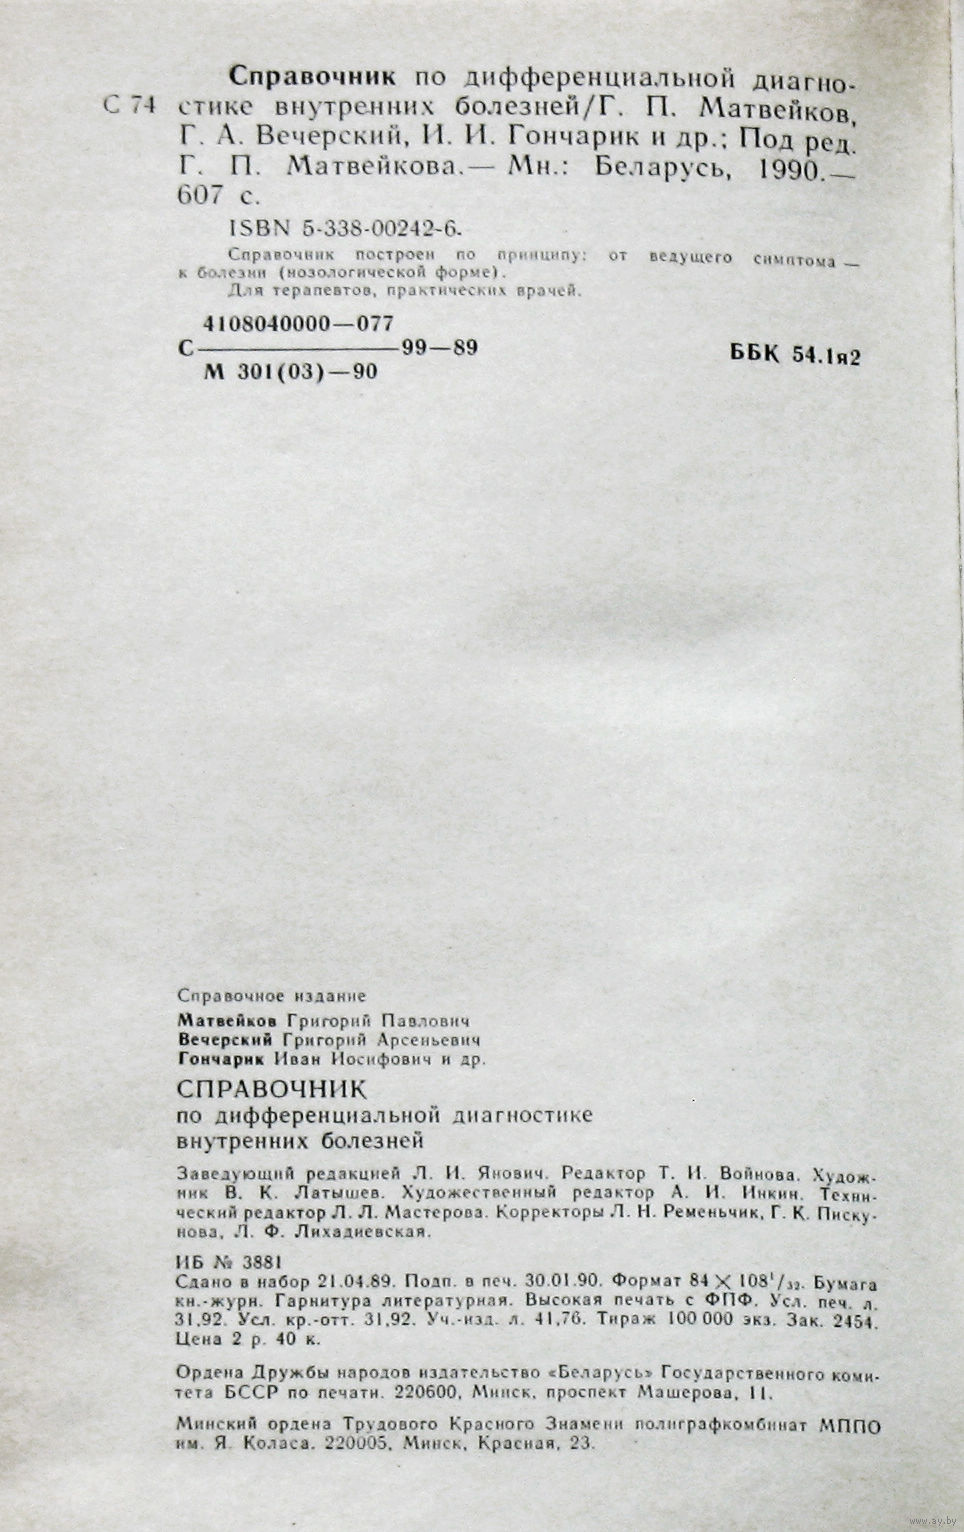 Справочник по дифференциальной диагно-
С 74 стике внутренних болезней/Г. П. Матвейков,
Г. А. Вечерский, И. И. Гончарик и др.; Под ред.
Г. П. Матвейкова.— Мн.: Беларусь, 1990.—
607 с.
ISBN 5-338-00242-6.
Справочник построен по принципу: от ведущего симптома —
к болезни (нозологической форме).
Для терапевтов, практических врачей.
4108040000—077
С————————99—89
М 301(03)—90
ББК 54.1я2
Справочное издание
Матвейков Григорий Павлович
Вечерский Григорий Арсеньевич
Гончарик Иван Иосифович и др.
СПРАВОЧНИК
по дифференциальной диагностике
внутренних болезней
Заведующий редакцией Л. И. Янович. Редактор Т. И. Войнова. Худож-
ник В. К. Латышев. Художественный редактор А. И. Инкин. Техни-
ческий редактор Л. Л. Мастерова. Корректоры Л. Н. Ременьчик, Г. К. Писку-
нова, Л. Ф. Лихадиевская.
ИБ № 3881
Сдано в набор 21.04.89. Подп. в печ. 30.01.90. Формат 84 × 108¹/₃₂. Бумага
кн.-журн. Гарнитура литературная. Высокая печать с ФПФ. Усл. печ. л.
31,92. Усл. кр.-отт. 31,92. Уч.-изд. л. 41,76. Тираж 100 000 экз. Зак. 2454.
Цена 2 р. 40 к.
Ордена Дружбы народов издательство «Беларусь» Государственного коми-
тета БССР по печати. 220600, Минск, проспект Машерова, 11.
Минский ордена Трудового Красного Знамени полиграфкомбинат МППО
им. Я. Коласа. 220005, Минск, Красная, 23.
www.ay.by